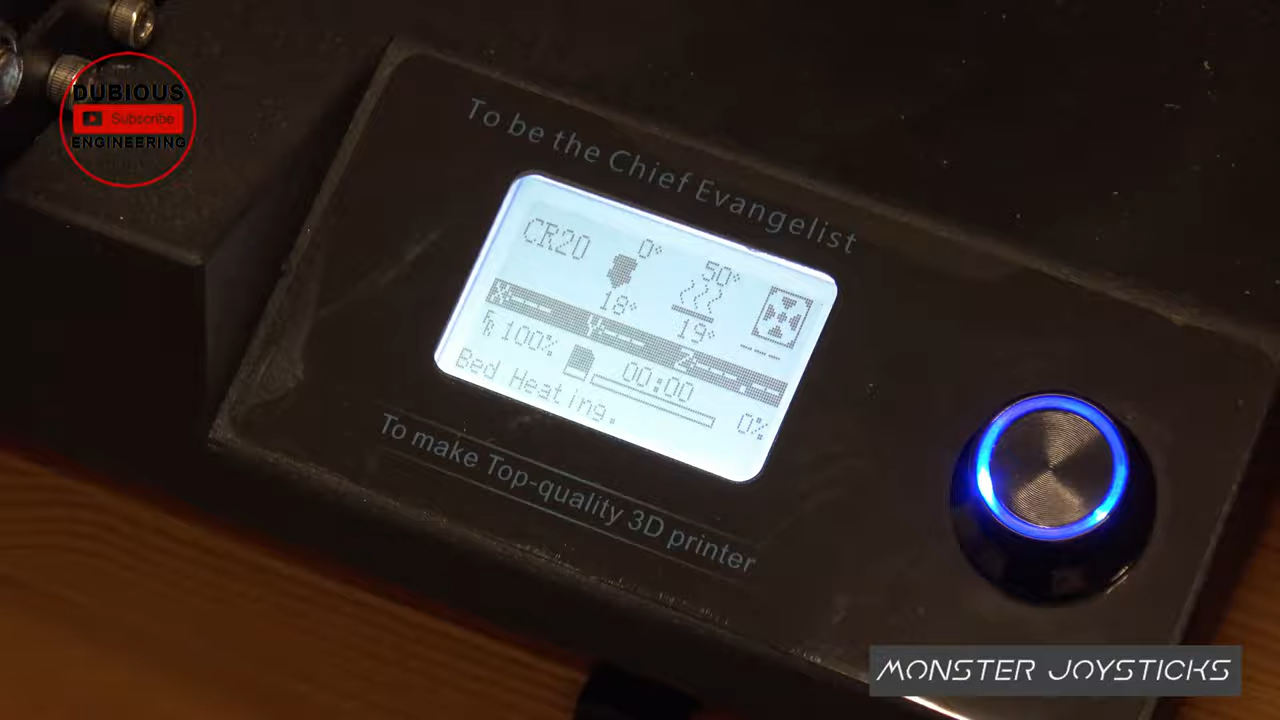 DUBIOUS
Subscribe
ENGINEERING
To be the Chief Evangelist
CR20 0° 50°
18° 19°
X---- Y---- Z---.--
FR 100% 00:00 0%
Bed Heating.
To make Top-quality 3D printer
MONSTER JOYSTICKS